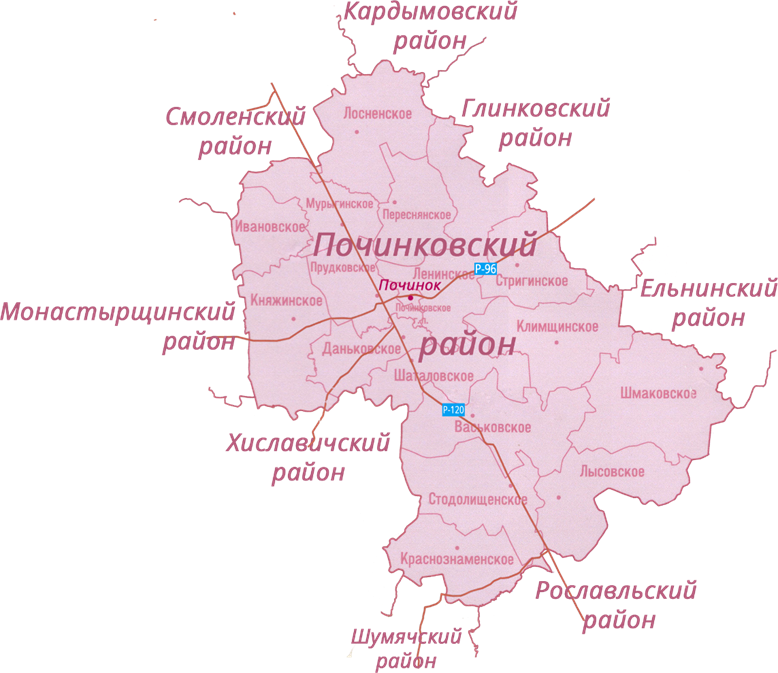 Кардымовский
район
Лосненское
Глинковский
район
Смоленский
район
Мурыгинское
Переснянское
Ивановское
Починковский
Прудковское
Ленинское
Р-96
Стригинское
Починок
Ельнинский
район
Княжинское
Починковское
Монастырщинский
район
Климщинское
район
Даньковское
Шаталовское
Шмаковское
Р-120
Васьковское
Хиславичский
район
Лысовское
Стодолищенское
Краснознаменское
Рославльский
район
Шумячский
район